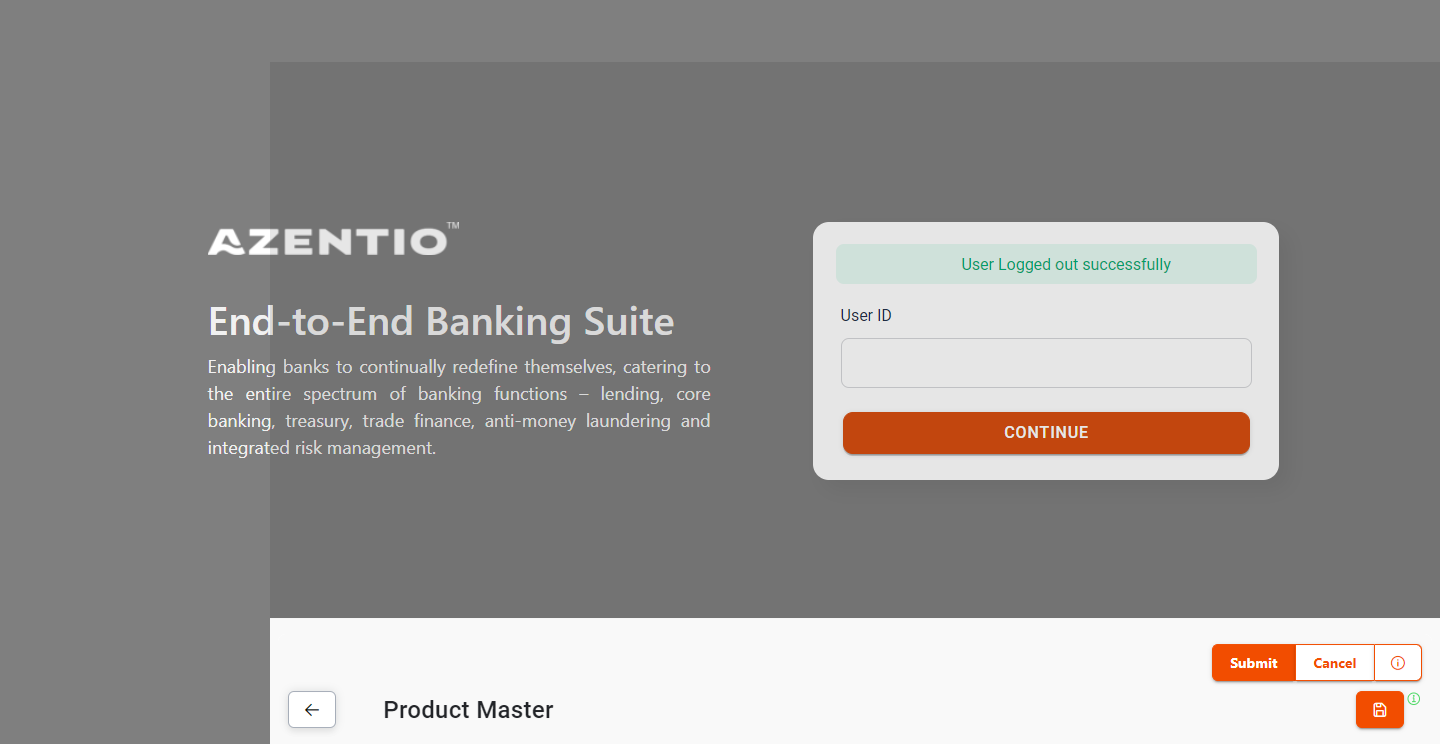 AZENTIO™
End-to-End Banking Suite
Enabling banks to continually redefine themselves, catering to
the entire spectrum of banking functions – lending, core
banking, treasury, trade finance, anti-money laundering and
integrated risk management.
User Logged out successfully
User ID
CONTINUE
Submit
Cancel
Product Master